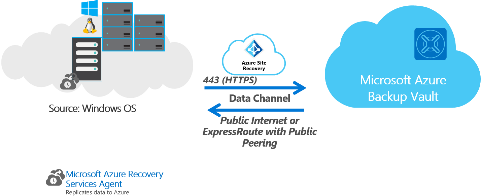 Azure Site
Recovery
443 (HTTPS)
Data Channel
Public Internet or
ExpressRoute with Public
Peering
Source: Windows OS
Microsoft Azure
Backup Vault
Microsoft Azure Recovery
Services Agent
Replicates data to Azure